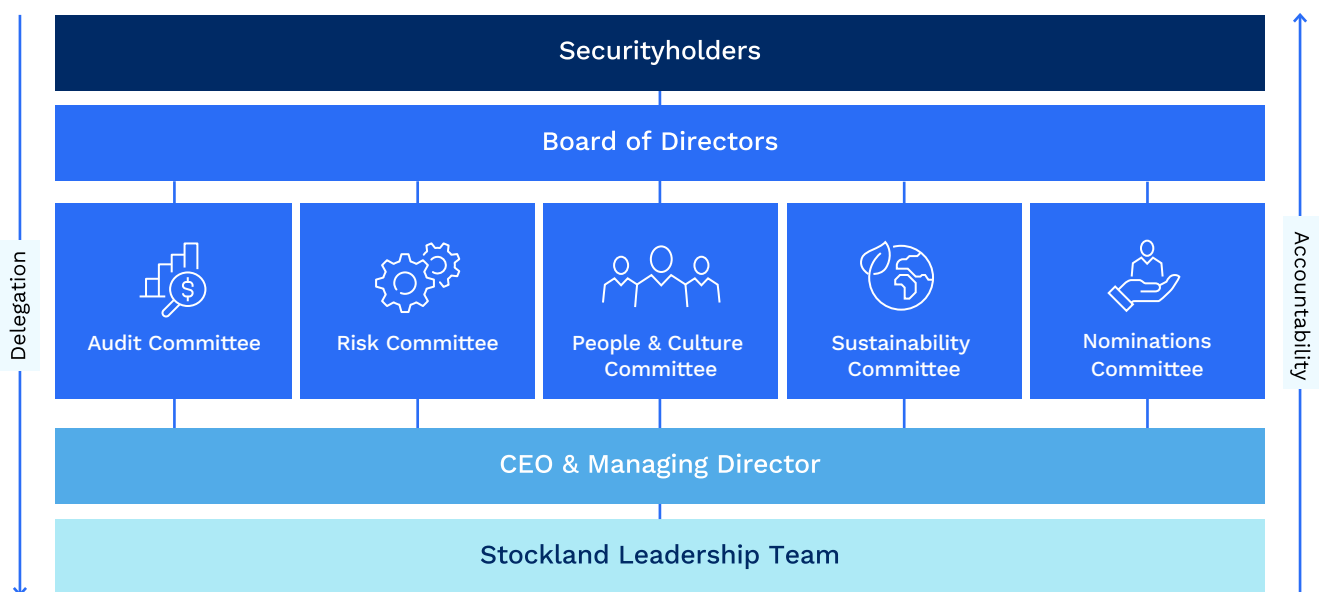 Securityholders
Board of Directors
Delegation
Accountability
$
Audit Committee
Risk Committee
People & Culture
Committee
Sustainability
Committee
Nominations
Committee
CEO & Managing Director
Stockland Leadership Team